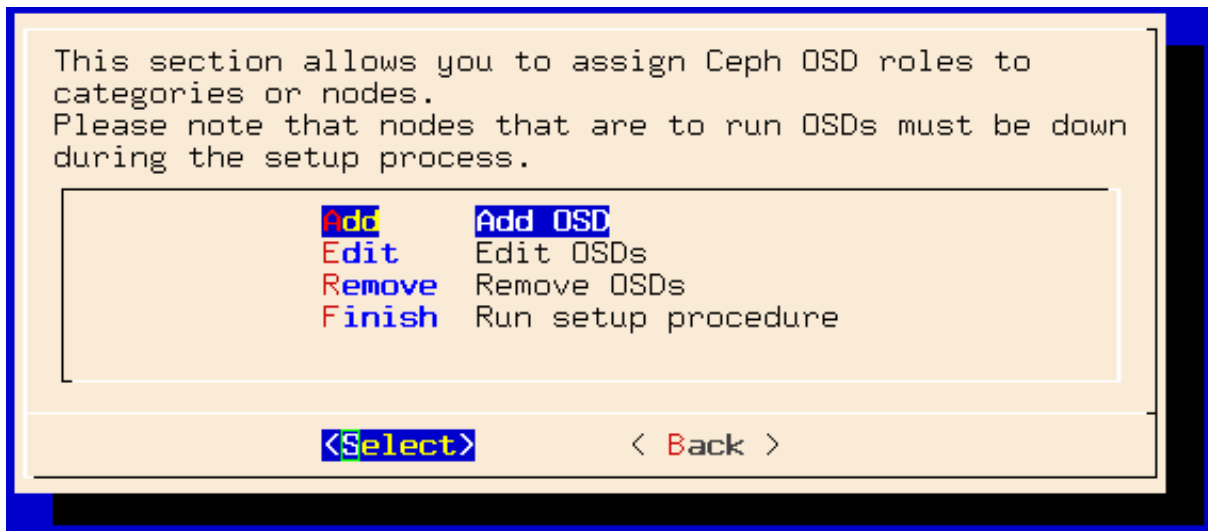 This section allows you to assign Ceph OSD roles to
categories or nodes.
Please note that nodes that are to run OSDs must be down
during the setup process.
Add Add OSD
Edit Edit OSDs
Remove Remove OSDs
Finish Run setup procedure
<Select> < Back >